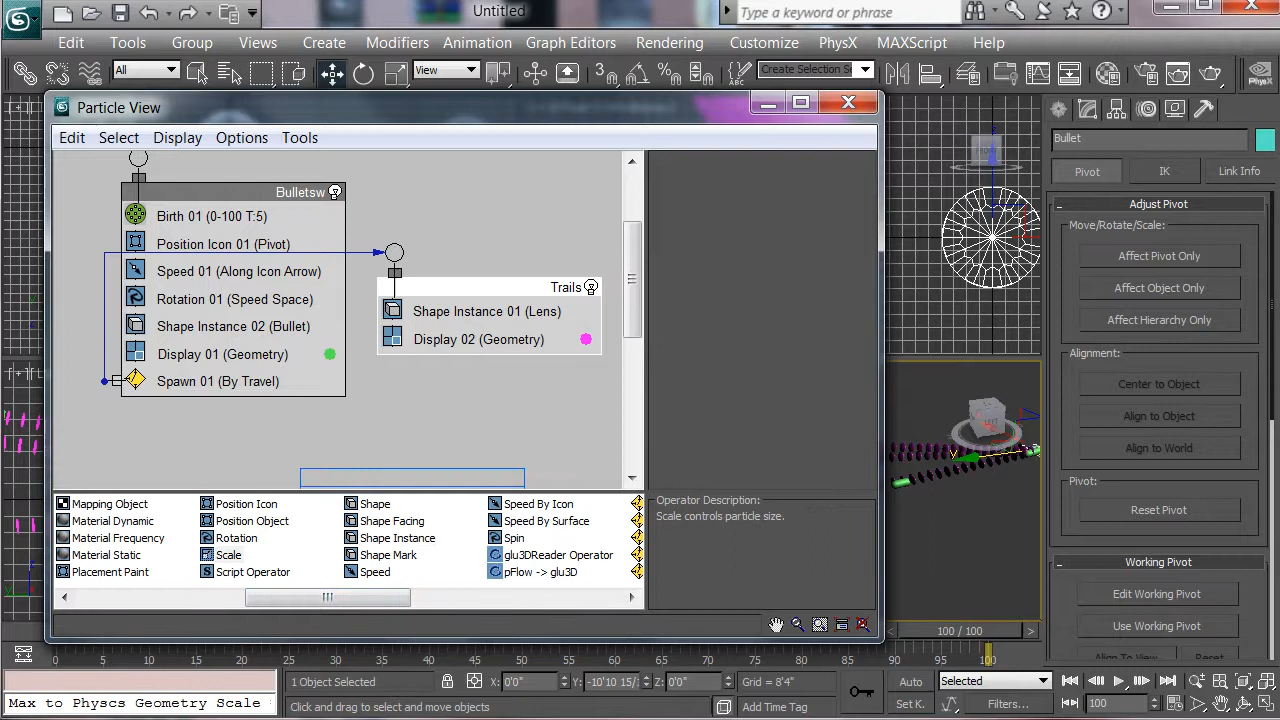 Untitled
Type a keyword or phrase
Edit Tools Group Views Create Modifiers Animation Graph Editors Rendering Customize PhysX MAXScript Help
All View Create Selection Se PhysX
Particle View
Edit Select Display Options Tools
Bulletsw
Birth 01 (0-100 T:5)
Position Icon 01 (Pivot)
Speed 01 (Along Icon Arrow)
Rotation 01 (Speed Space)
Shape Instance 02 (Bullet)
Display 01 (Geometry)
Spawn 01 (By Travel)
Trails
Shape Instance 01 (Lens)
Display 02 (Geometry)
Mapping Object Position Icon Shape Speed By Icon
Material Dynamic Position Object Shape Facing Speed By Surface
Material Frequency Rotation Shape Instance Spin
Material Static Scale Shape Mark glu3DReader Operator
Placement Paint Script Operator Speed pFlow -> glu3D
Operator Description:
Scale controls particle size.
FRONT
LEFT
Bullet
Pivot IK Link Info
Adjust Pivot
Move/Rotate/Scale:
Affect Pivot Only
Affect Object Only
Affect Hierarchy Only
Alignment:
Center to Object
Align to Object
Align to World
Pivot:
Reset Pivot
Working Pivot
Edit Working Pivot
Use Working Pivot
Align To View Reset
100 / 100
0 5 10 15 20 25 30 35 40 45 50 55 60 65 70 75 80 85 90 95 100
1 Object Selected X: 0'0" Y: -10'10 15/ Z: 0'0" Grid = 8'4" Auto Selected
Max to Physcs Geometry Scale Click and drag to select and move objects Add Time Tag Set K. Filters... 100